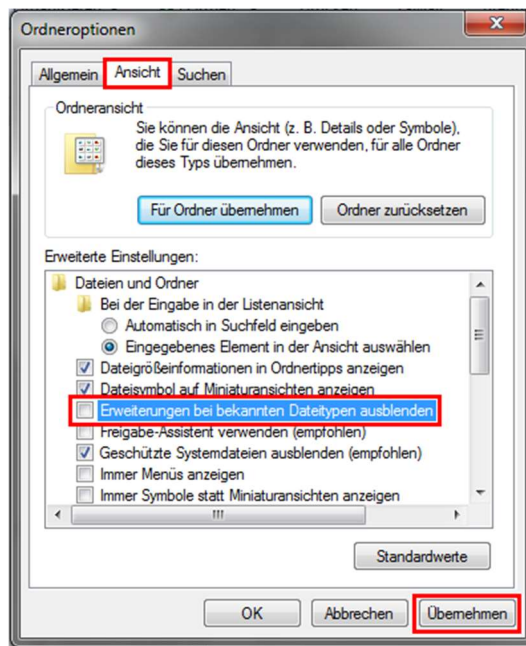 Ordneroptionen
Allgemein Ansicht Suchen
Ordneransicht
Sie können die Ansicht (z. B. Details oder Symbole),
die Sie für diesen Ordner verwenden, für alle Ordner
dieses Typs übernehmen.
Für Ordner übernehmen Ordner zurücksetzen
Erweiterte Einstellungen:
Dateien und Ordner
Bei der Eingabe in der Listenansicht
Automatisch in Suchfeld eingeben
Eingegebenes Element in der Ansicht auswählen
Dateigrößeinformationen in Ordnertipps anzeigen
Dateisymbol auf Miniaturansichten anzeigen
Erweiterungen bei bekannten Dateitypen ausblenden
Freigabe-Assistent verwenden (empfohlen)
Geschützte Systemdateien ausblenden (empfohlen)
Immer Menüs anzeigen
Immer Symbole statt Miniaturansichten anzeigen
Standardwerte
OK Abbrechen Übernehmen